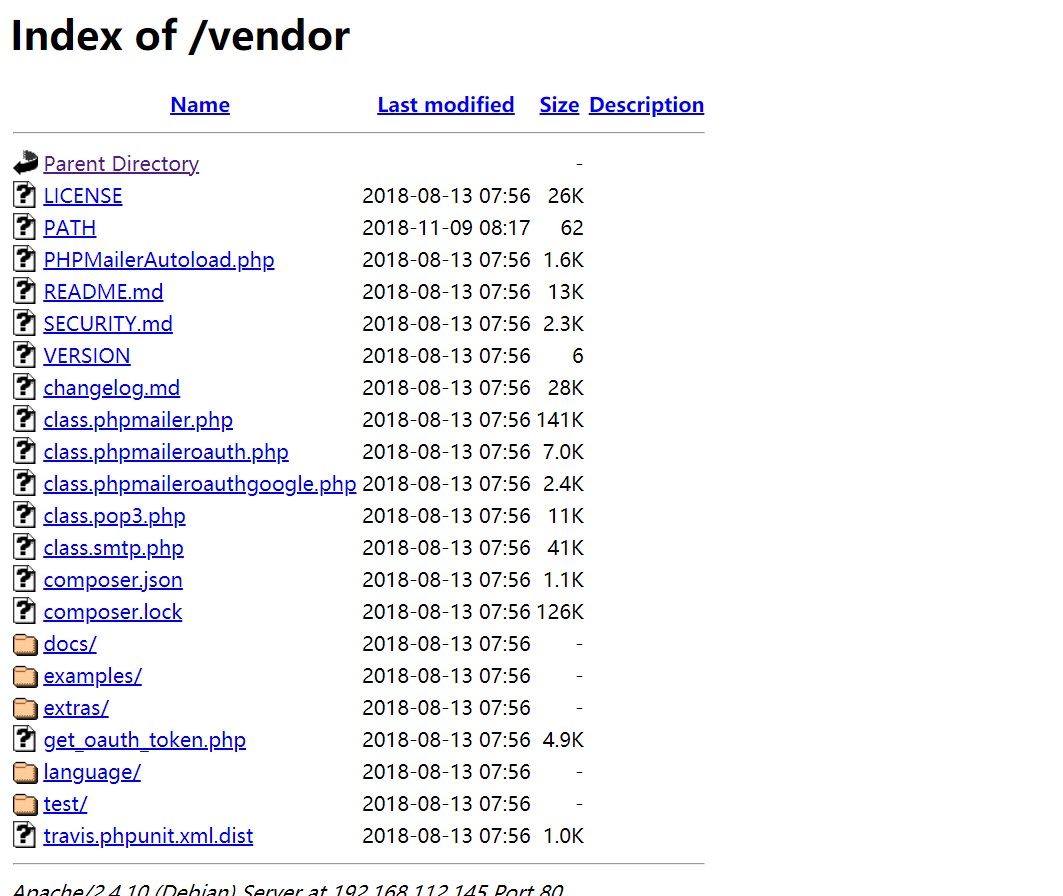 Index of /vendor
Name Last modified Size Description
Parent Directory -
LICENSE 2018-08-13 07:56 26K
PATH 2018-11-09 08:17 62
PHPMailerAutoload.php 2018-08-13 07:56 1.6K
README.md 2018-08-13 07:56 13K
SECURITY.md 2018-08-13 07:56 2.3K
VERSION 2018-08-13 07:56 6
changelog.md 2018-08-13 07:56 28K
class.phpmailer.php 2018-08-13 07:56 141K
class.phpmaileroauth.php 2018-08-13 07:56 7.0K
class.phpmaileroauthgoogle.php 2018-08-13 07:56 2.4K
class.pop3.php 2018-08-13 07:56 11K
class.smtp.php 2018-08-13 07:56 41K
composer.json 2018-08-13 07:56 1.1K
composer.lock 2018-08-13 07:56 126K
docs/ 2018-08-13 07:56 -
examples/ 2018-08-13 07:56 -
extras/ 2018-08-13 07:56 -
get_oauth_token.php 2018-08-13 07:56 4.9K
language/ 2018-08-13 07:56 -
test/ 2018-08-13 07:56 -
travis.phpunit.xml.dist 2018-08-13 07:56 1.0K
Apache/2.4.10 (Debian) Server at 192.168.112.145 Port 80